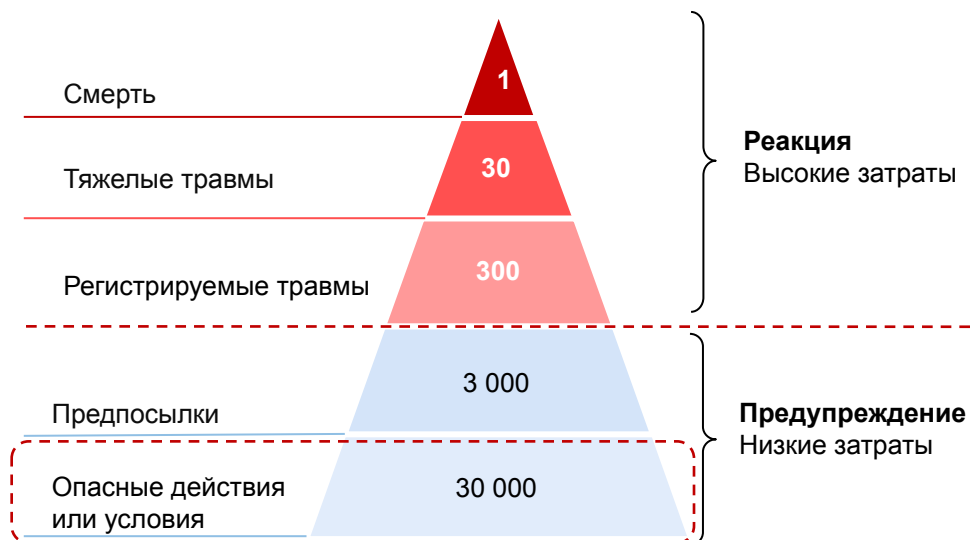 1
Смерть
30
Тяжелые травмы
Реакция
Высокие затраты
300
Регистрируемые травмы
3 000
Предпосылки
Предупреждение
Низкие затраты
30 000
Опасные действия
или условия